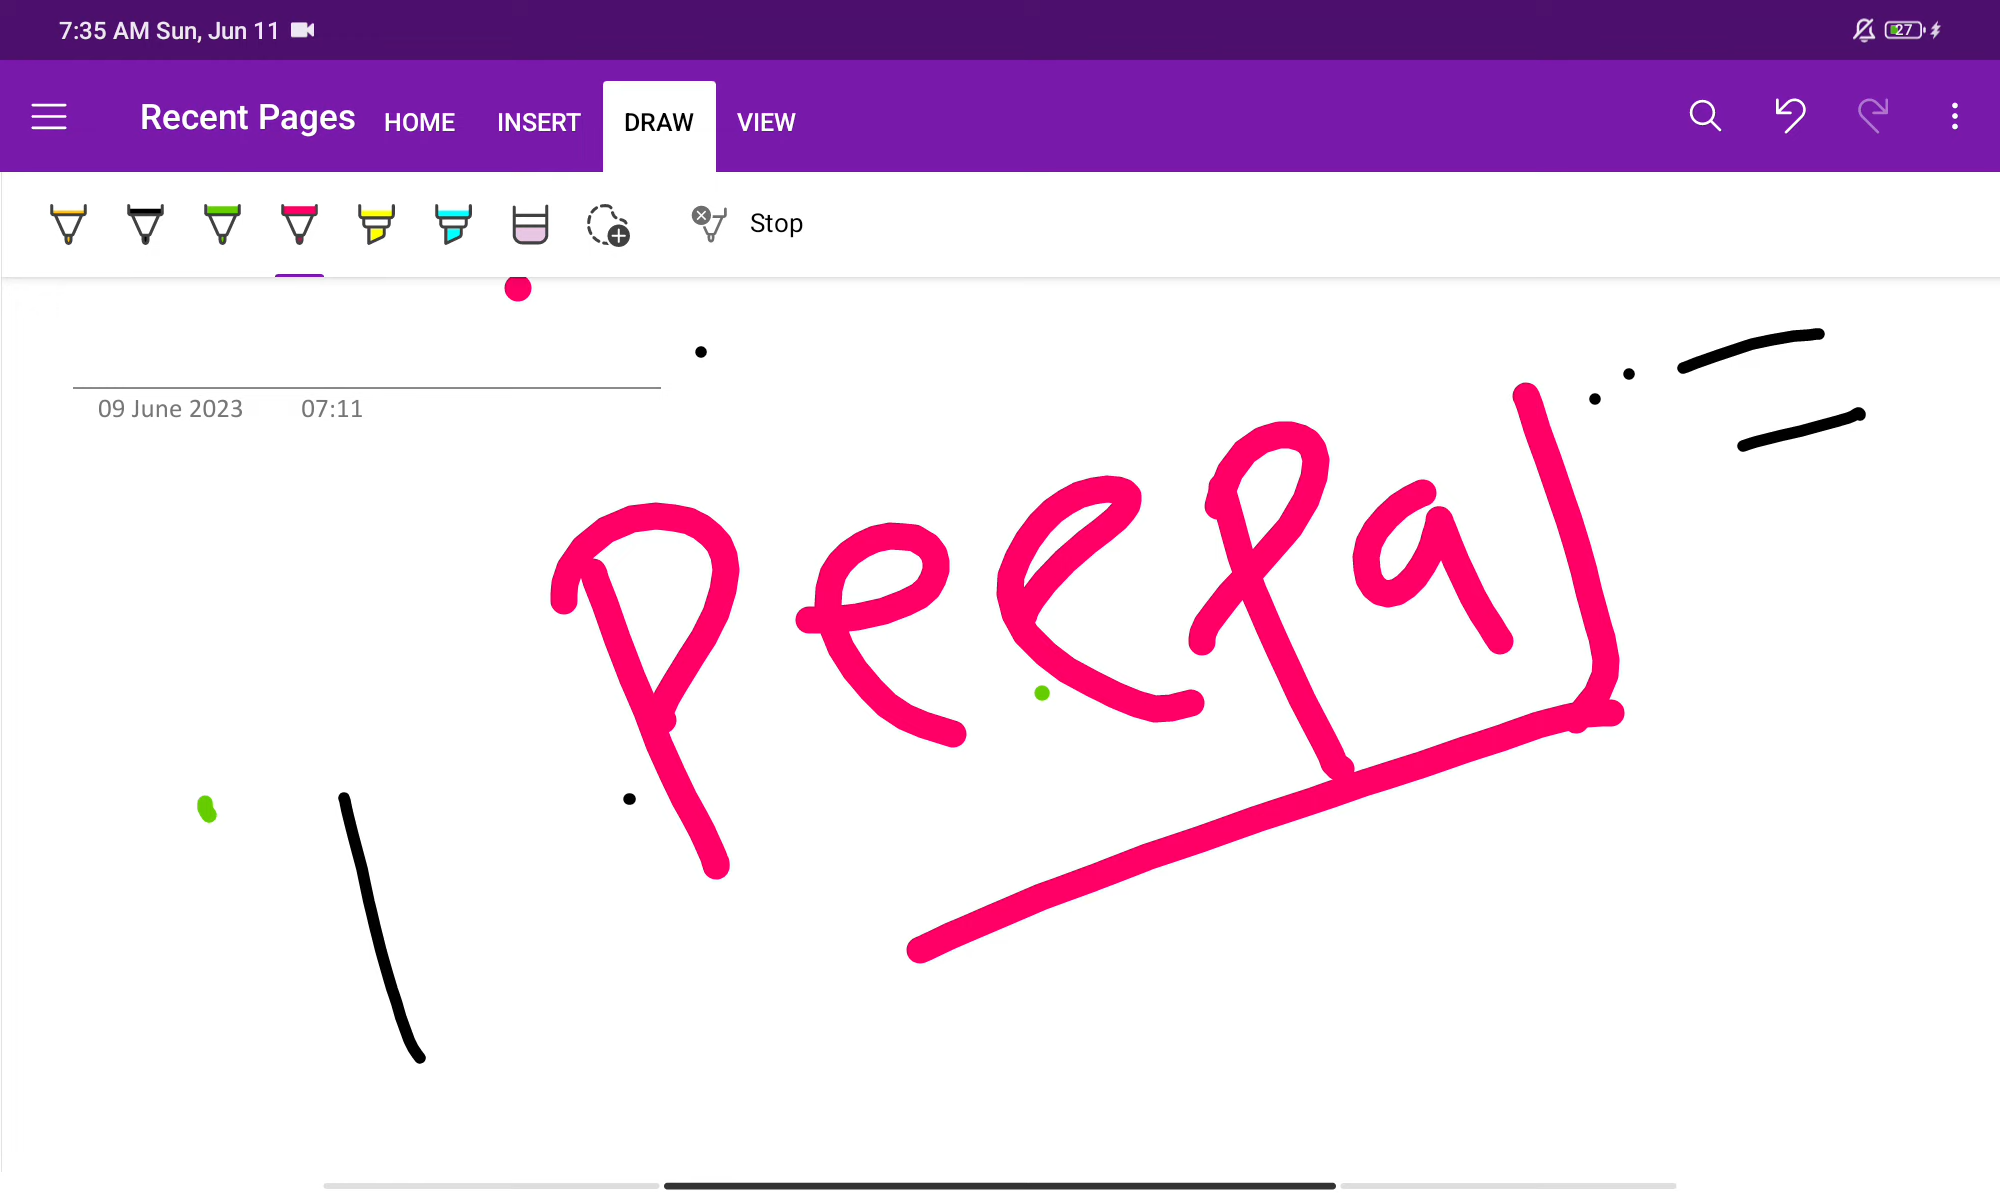 7:35 AM Sun, Jun 11 27
Recent Pages HOME INSERT DRAW VIEW
Stop
09 June 2023 07:11
Peepal